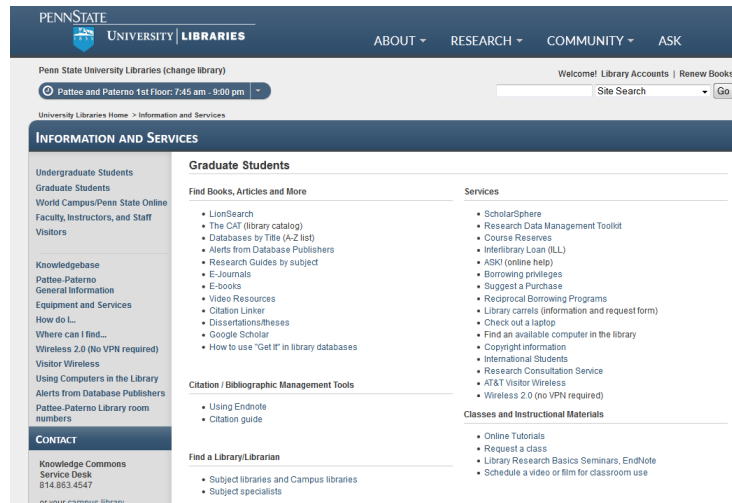 PENNSTATE
UNIVERSITY LIBRARIES
ABOUT RESEARCH COMMUNITY ASK
Penn State University Libraries (change library)
Pattee and Paterno 1st Floor: 7:45 am - 9:00 pm
Welcome! Library Accounts | Renew Books
Site Search Go
University Libraries Home > Information and Services
INFORMATION AND SERVICES
Undergraduate Students
Graduate Students
World Campus/Penn State Online
Faculty, Instructors, and Staff
Visitors
Knowledgebase
Pattee-Paterno
General Information
Equipment and Services
How do I...
Where can I find...
Wireless 2.0 (No VPN required)
Visitor Wireless
Using Computers in the Library
Alerts from Database Publishers
Pattee-Paterno Library room
numbers
CONTACT
Knowledge Commons
Service Desk
814.863.4547
or your campus library
Graduate Students
Find Books, Articles and More
• LionSearch
• The CAT (library catalog)
• Databases by Title (A-Z list)
• Alerts from Database Publishers
• Research Guides by subject
• E-Journals
• E-books
• Video Resources
• Citation Linker
• Dissertations/theses
• Google Scholar
• How to use "Get It" in library databases
Citation / Bibliographic Management Tools
• Using Endnote
• Citation guide
Find a Library/Librarian
• Subject libraries and Campus libraries
• Subject specialists
Services
• ScholarSphere
• Research Data Management Toolkit
• Course Reserves
• Interlibrary Loan (ILL)
• ASK! (online help)
• Borrowing privileges
• Suggest a Purchase
• Reciprocal Borrowing Programs
• Library carrels (information and request form)
• Check out a laptop
• Find an available computer in the library
• Copyright information
• International Students
• Research Consultation Service
• AT&T Visitor Wireless
• Wireless 2.0 (no VPN required)
Classes and Instructional Materials
• Online Tutorials
• Request a class
• Library Research Basics Seminars, EndNote
• Schedule a video or film for classroom use